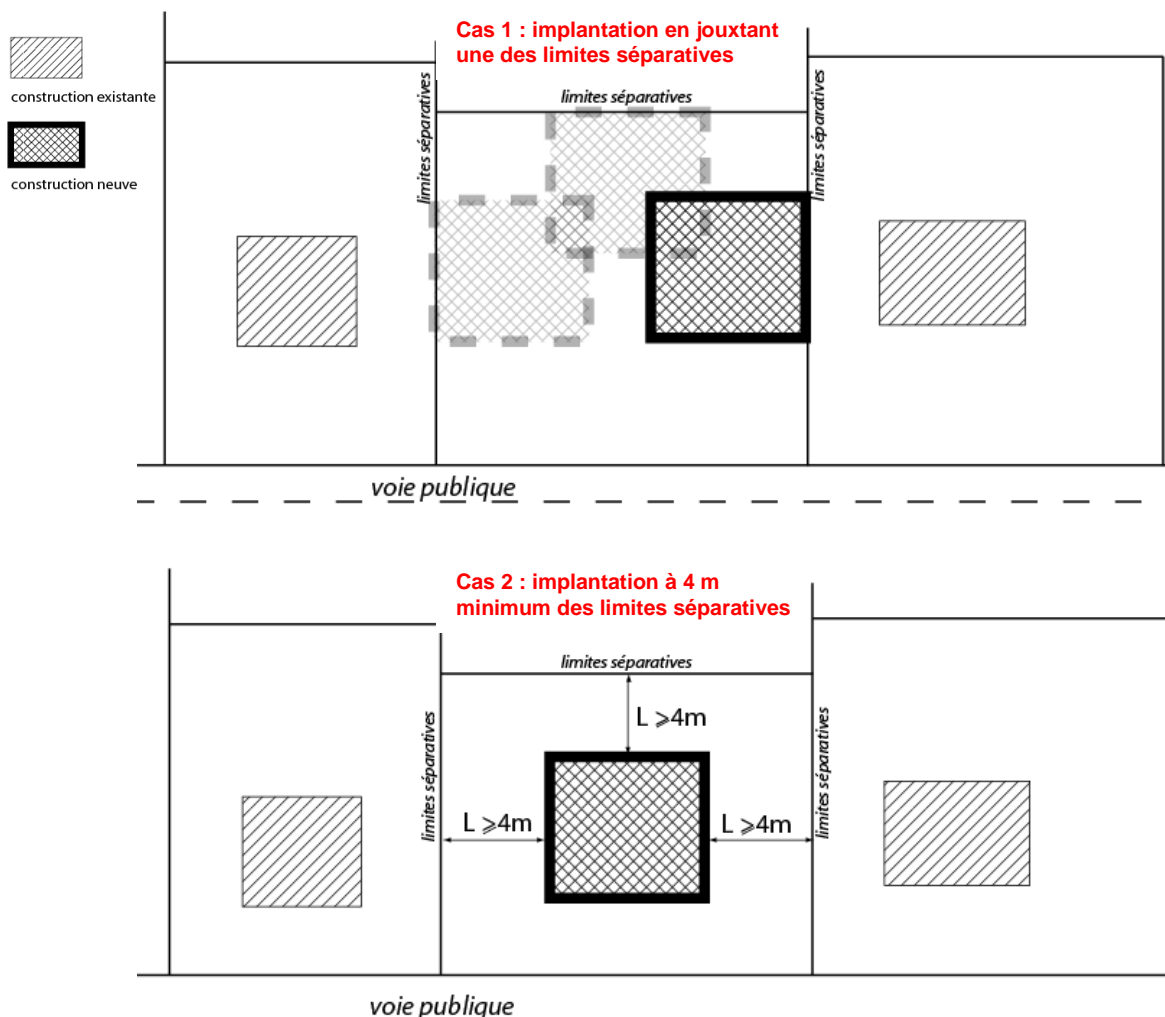 Cas 1 : implantation en jouxtant
une des limites séparatives
construction existante
construction neuve
limites séparatives
limites séparatives
limites séparatives
voie publique
Cas 2 : implantation à 4 m
minimum des limites séparatives
limites séparatives
L ⩾4m
limites séparatives
limites séparatives
L ⩾4m
L ⩾4m
voie publique